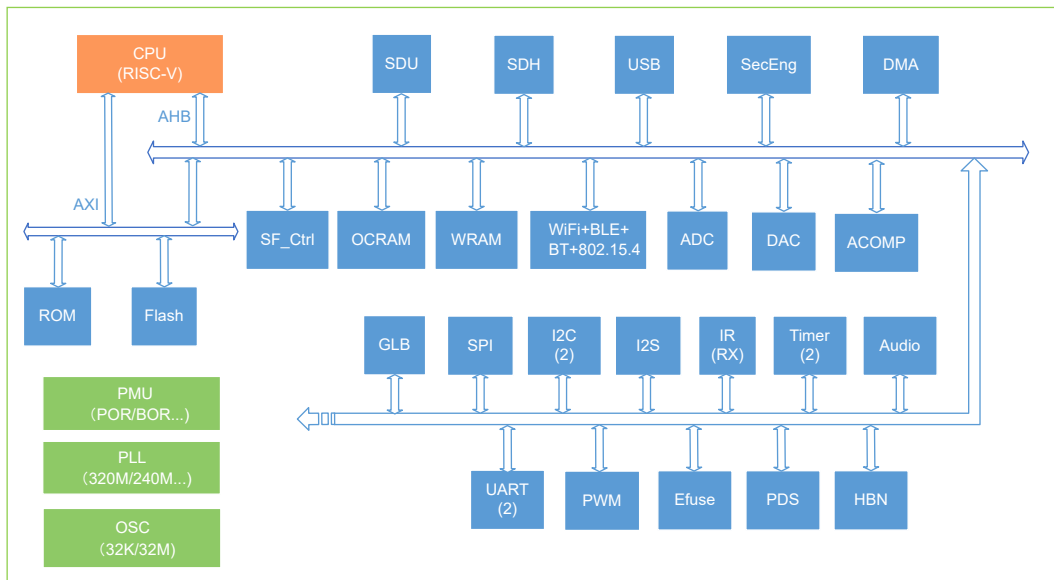 CPU
(RISC-V)
SDU
SDH
USB
SecEng
DMA
AHB
AXI
SF_Ctrl
OCRAM
WRAM
WiFi+BLE+
BT+802.15.4
ADC
DAC
ACOMP
ROM
Flash
GLB
SPI
I2C
(2)
I2S
IR
(RX)
Timer
(2)
Audio
PMU
（POR/BOR...）
PLL
（320M/240M...）
OSC
（32K/32M)
UART
(2)
PWM
Efuse
PDS
HBN